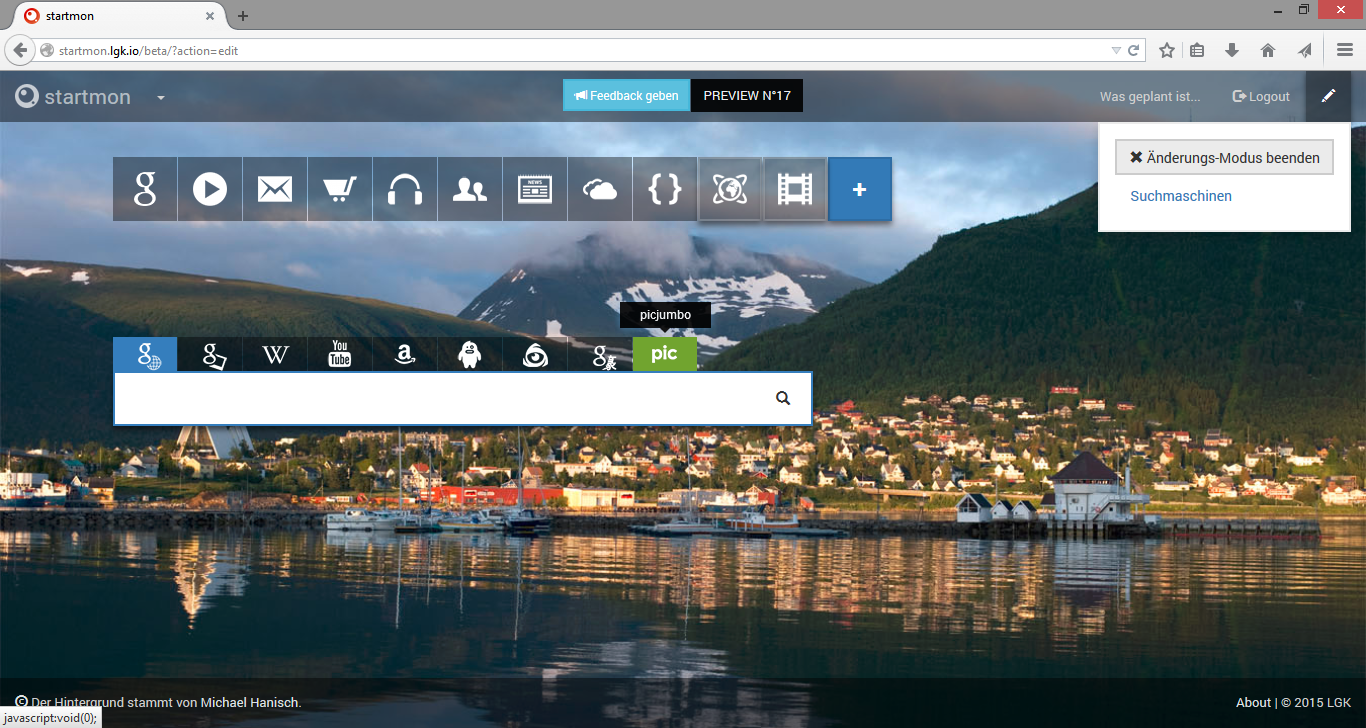 startmon
startmon.lgk.io/beta/?action=edit
startmon
Feedback geben
PREVIEW N°17
Was geplant ist...
Logout
Änderungs-Modus beenden
Suchmaschinen
g
NEWS
{ }
+
picjumbo
g
g
W
You
Tube
a
g
pic
© Der Hintergrund stammt von Michael Hanisch.
About | © 2015 LGK
javascript:void(0);